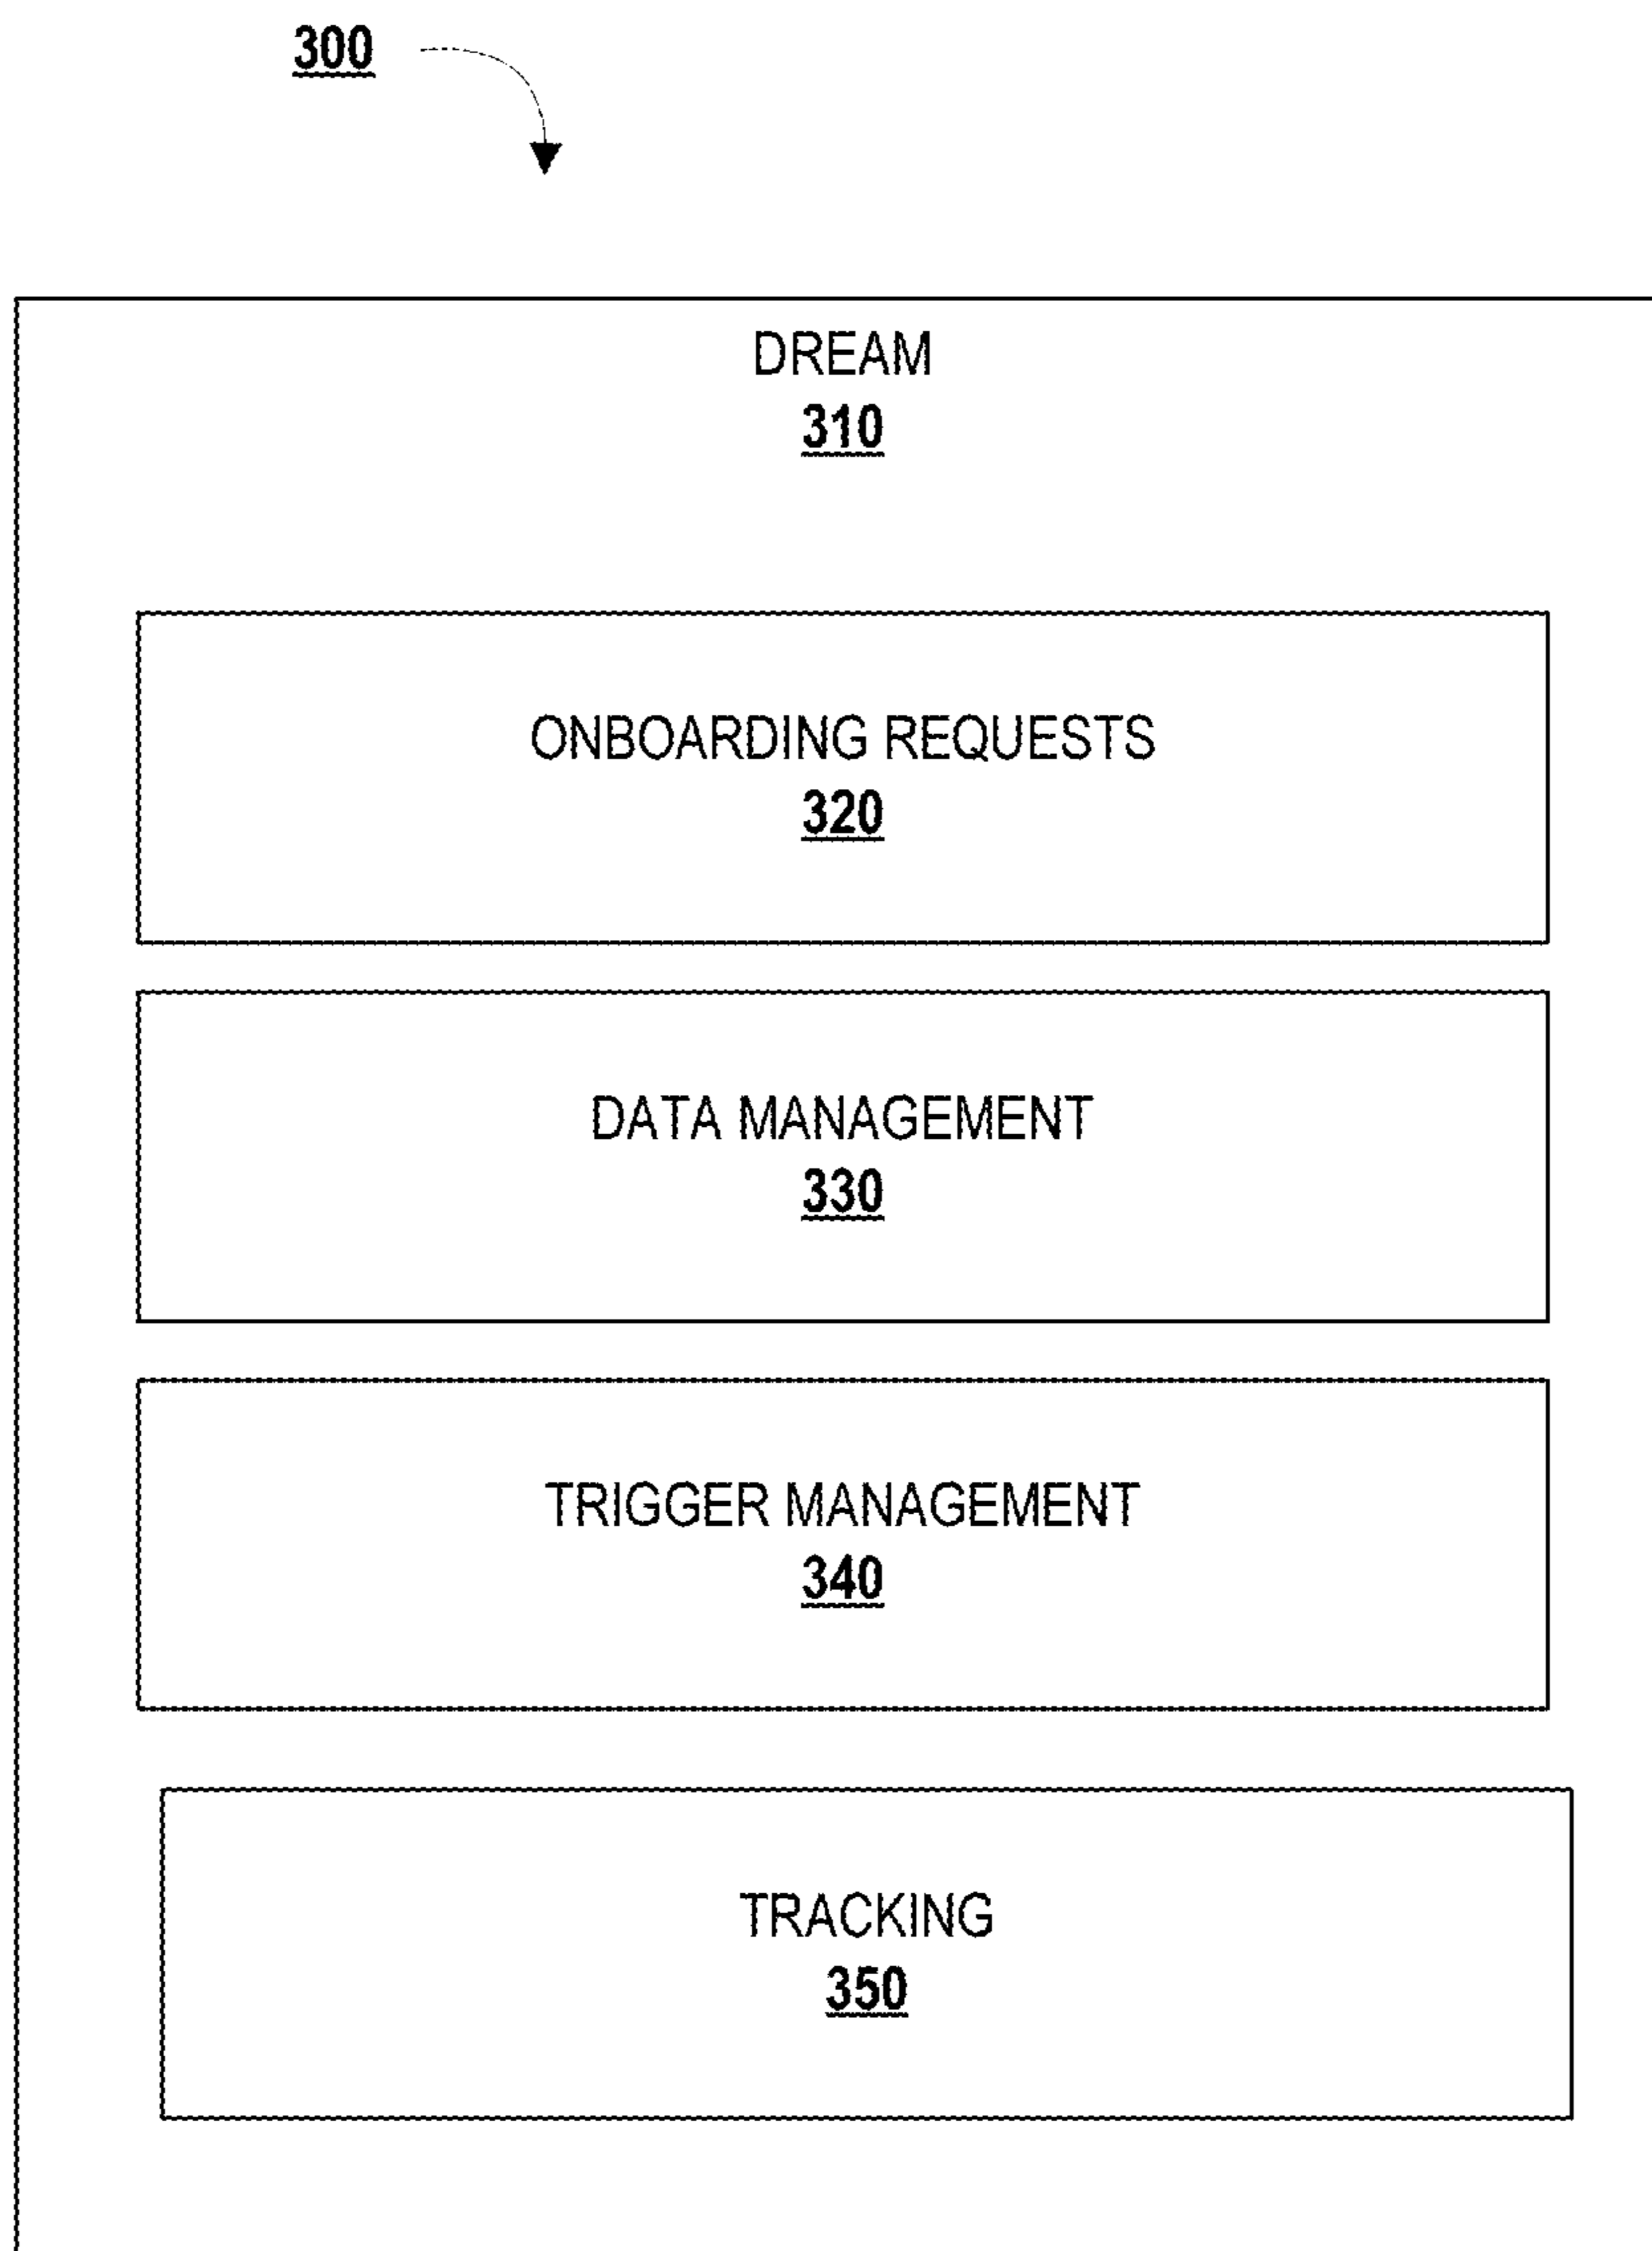 300
DREAM
310
ONBOARDING REQUESTS
320
DATA MANAGEMENT
330
TRIGGER MANAGEMENT
340
TRACKING
350